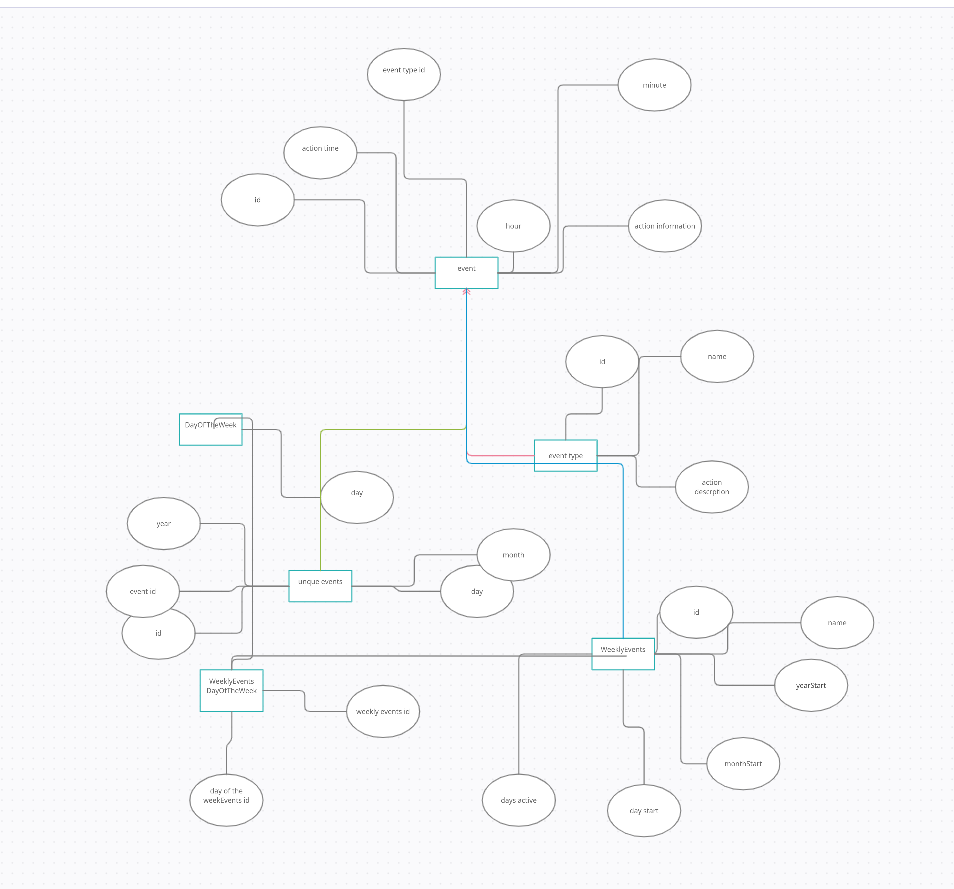 event type id
minute
action time
id
hour
action information
event
id
name
DayOFTheWeek
event type
action
descrption
day
year
month
unque events
event id
day
id
id
name
WeeklyEvents
WeeklyEvents
DayOfTheWeek
yearStart
weekly events id
monthStart
day of the
weekEvents id
days active
day start